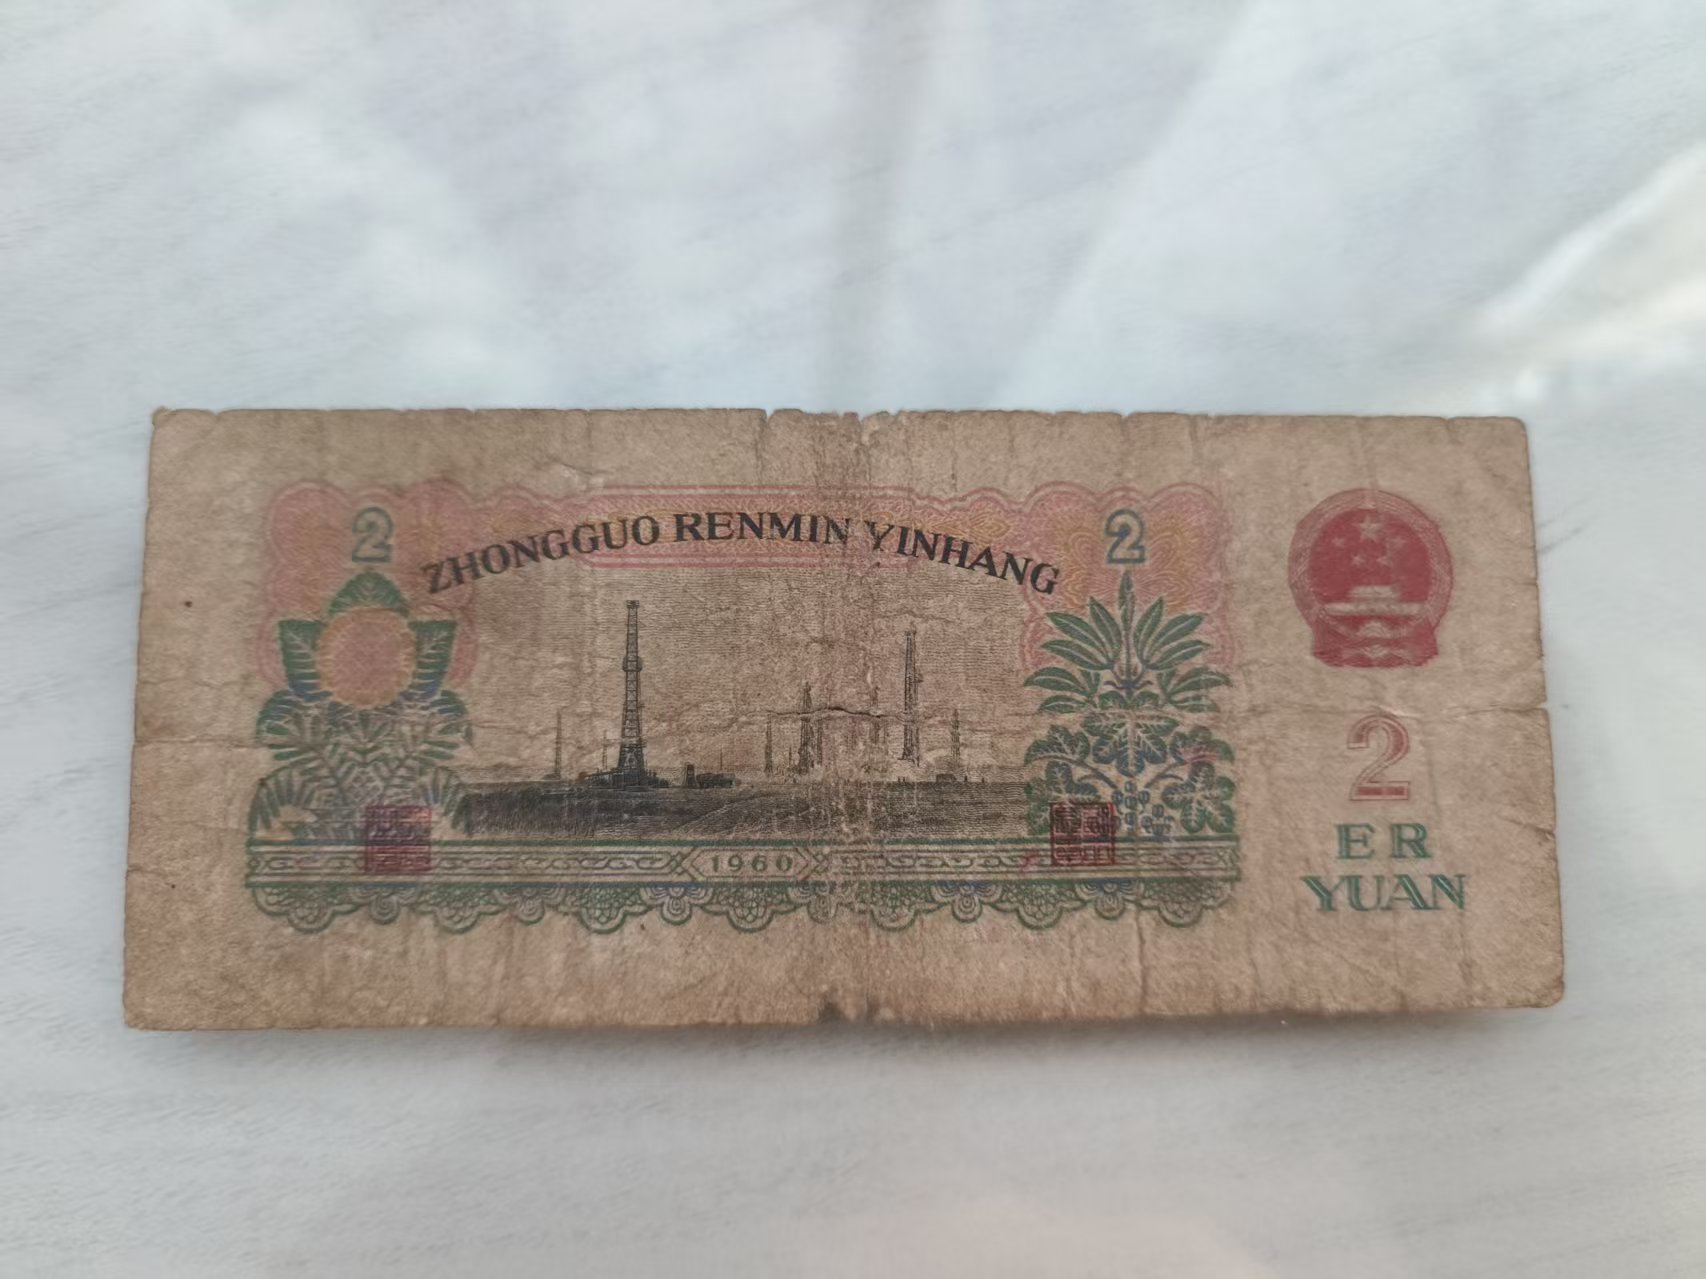 2 2
ZHONGGUO RENMIN YINHANG
2
ER
YUAN
1960